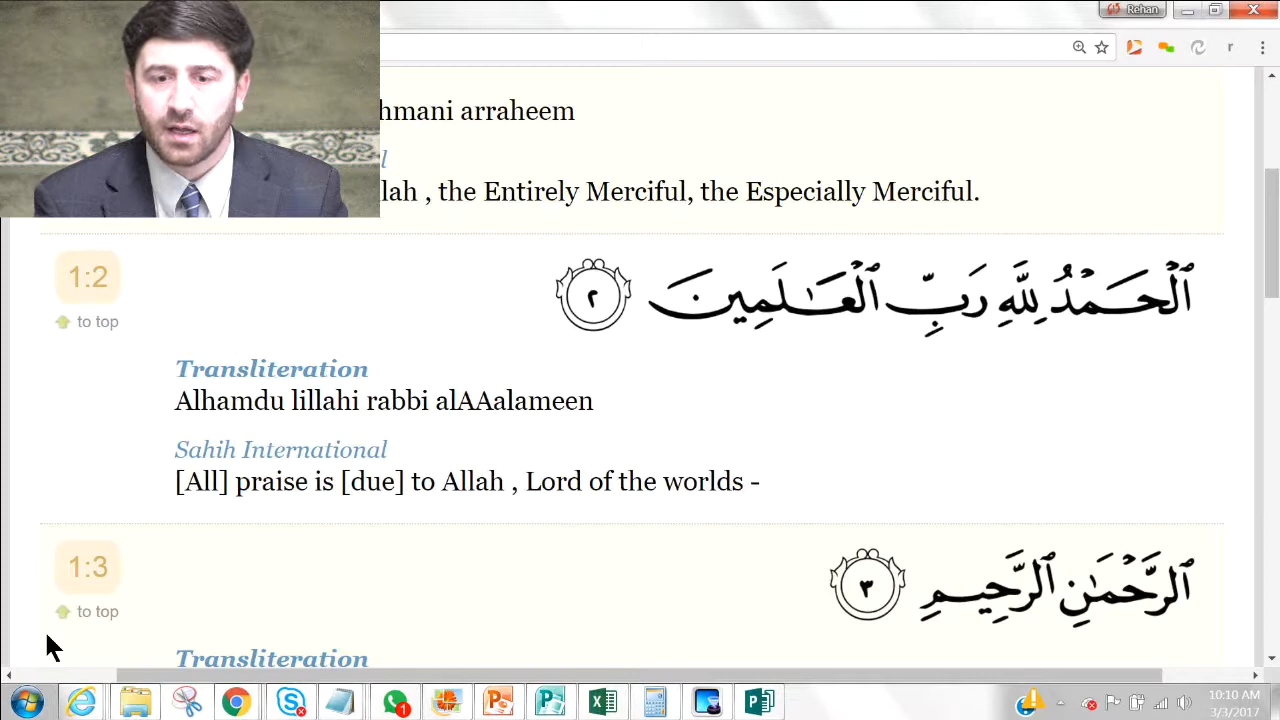 Rehan
r
hmani arraheem
l
lah , the Entirely Merciful, the Especially Merciful.
1:2
ٱلْحَمْدُ لِلَّهِ رَبِّ ٱلْعَـٰلَمِينَ ٢
to top
Transliteration
Alhamdu lillahi rabbi alAAalameen
Sahih International
[All] praise is [due] to Allah , Lord of the worlds -
1:3
ٱلرَّحْمَـٰنِ ٱلرَّحِيمِ ٣
to top
Transliteration
1
10:10 AM
3/3/2017